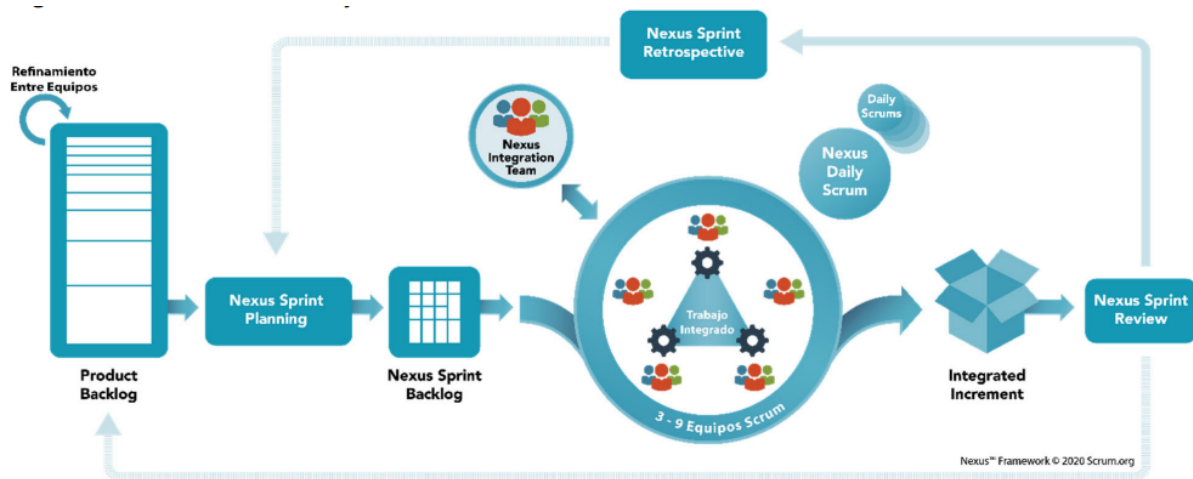 Nexus Sprint
Retrospective
Refinamiento
Entre Equipos
Nexus
Integration
Team
Daily
Scrums
Nexus
Daily
Scrum
Nexus Sprint
Planning
Trabajo
Integrado
Nexus Sprint
Review
Product
Backlog
Nexus Sprint
Backlog
3 - 9 Equipos Scrum
Integrated
Increment
Nexus™ Framework © 2020 Scrum.org